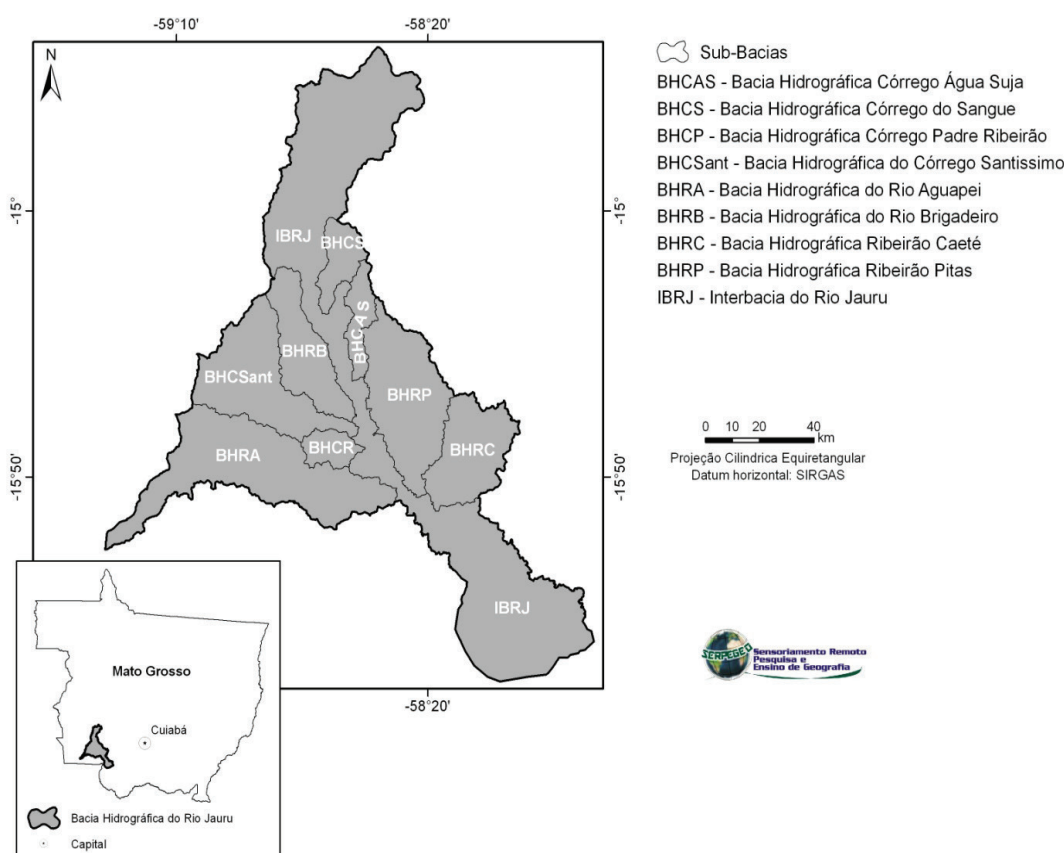 -59°10'
-58°20'
N
-15°
-15°
-15°50'
-15°50'
IBRJ
BHCS
BHCAS
BHRB
BHCSant
BHRP
BHCR
BHRC
BHRA
IBRJ
-58°20'
Sub-Bacias
BHCAS - Bacia Hidrográfica Córrego Água Suja
BHCS - Bacia Hidrográfica Córrego do Sangue
BHCP - Bacia Hidrográfica Córrego Padre Ribeirão
BHCSant - Bacia Hidrográfica do Córrego Santissimo
BHRA - Bacia Hidrográfica do Rio Aguapei
BHRB - Bacia Hidrográfica do Rio Brigadeiro
BHRC - Bacia Hidrográfica Ribeirão Caeté
BHRP - Bacia Hidrográfica Ribeirão Pitas
IBRJ - Interbacia do Rio Jauru
0 10 20 40
km
Projeção Cilindrica Equiretangular
Datum horizontal: SIRGAS
SERPEGEO
Sensoriamento Remoto
Pesquisa e
Ensino de Geografia
Mato Grosso
Cuiabá
Bacia Hidrográfica do Rio Jauru
Capital